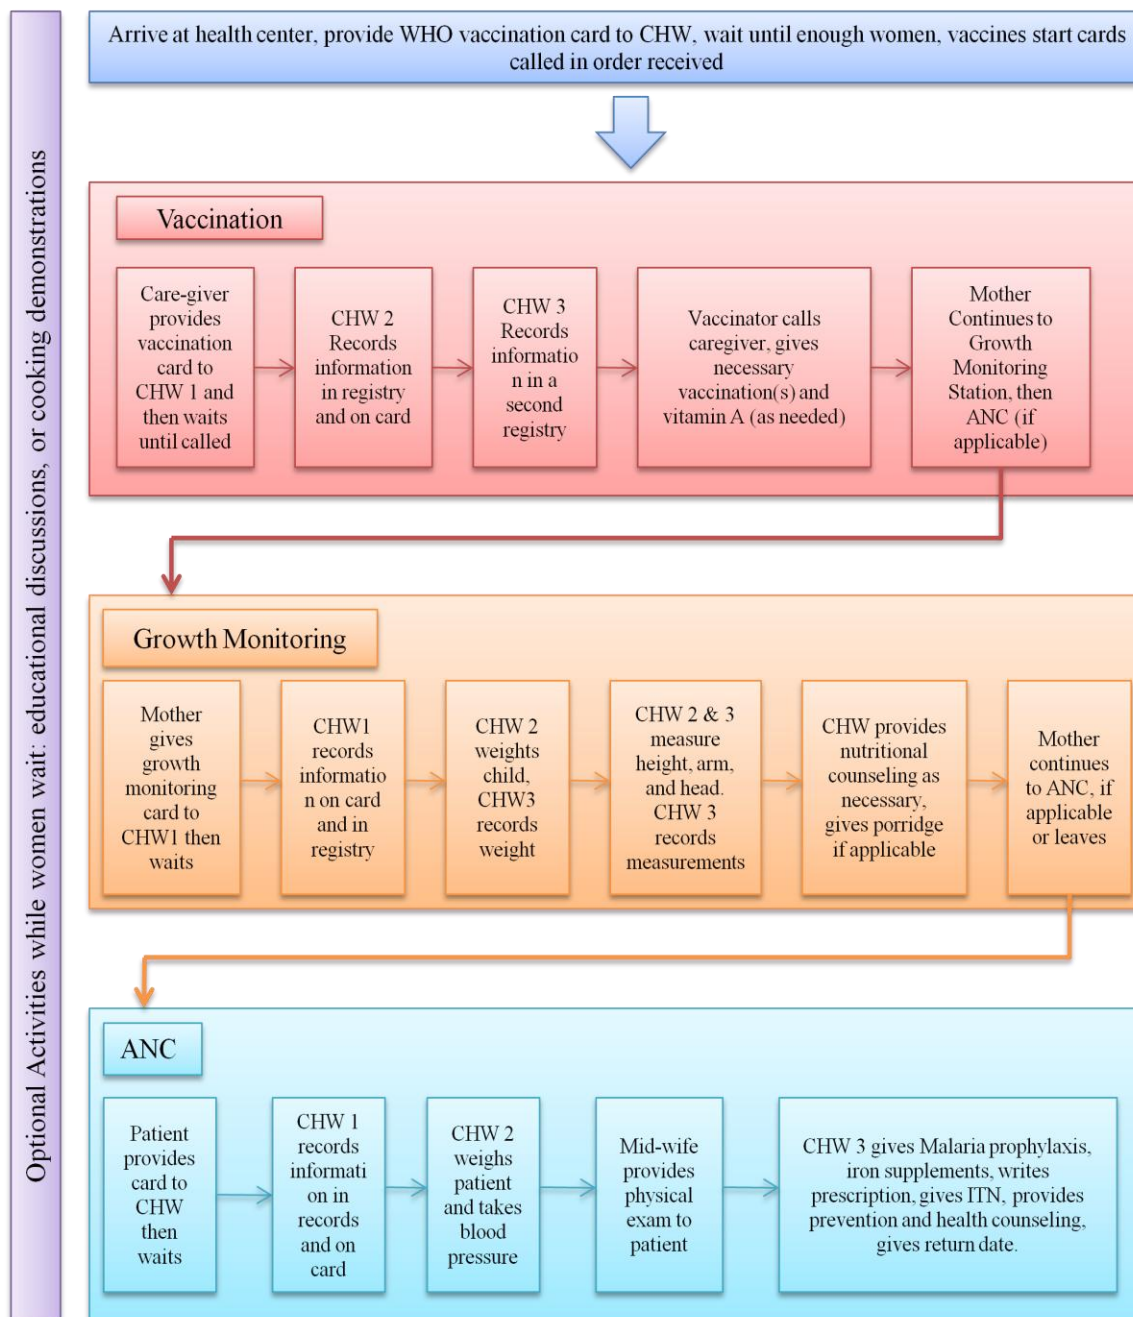 Optional Activities while women wait: educational discussions, or cooking demonstrations
Arrive at health center, provide WHO vaccination card to CHW, wait until enough women, vaccines start cards
called in order received
Vaccination
Care-giver
provides
vaccination
card to
CHW 1 and
then waits
until called
CHW 2
Records
information
in registry
and on card
CHW 3
Records
informatio
n in a
second
registry
Vaccinator calls
caregiver, gives
necessary
vaccination(s) and
vitamin A (as needed)
Mother
Continues to
Growth
Monitoring
Station, then
ANC (if
applicable)
Growth Monitoring
Mother
gives
growth
monitoring
card to
CHW1 then
waits
CHW1
records
informatio
n on card
and in
registry
CHW 2
weights
child,
CHW3
records
weight
CHW 2 & 3
measure
height, arm,
and head.
CHW 3
records
measurements
CHW provides
nutritional
counseling as
necessary,
gives porridge
if applicable
Mother
continues
to ANC, if
applicable
or leaves
ANC
Patient
provides
card to
CHW
then
waits
CHW 1
records
informati
on in
records
and on
card
CHW 2
weighs
patient
and takes
blood
pressure
Mid-wife
provides
physical
exam to
patient
CHW 3 gives Malaria prophylaxis,
iron supplements, writes
prescription, gives ITN, provides
prevention and health counseling,
gives return date.